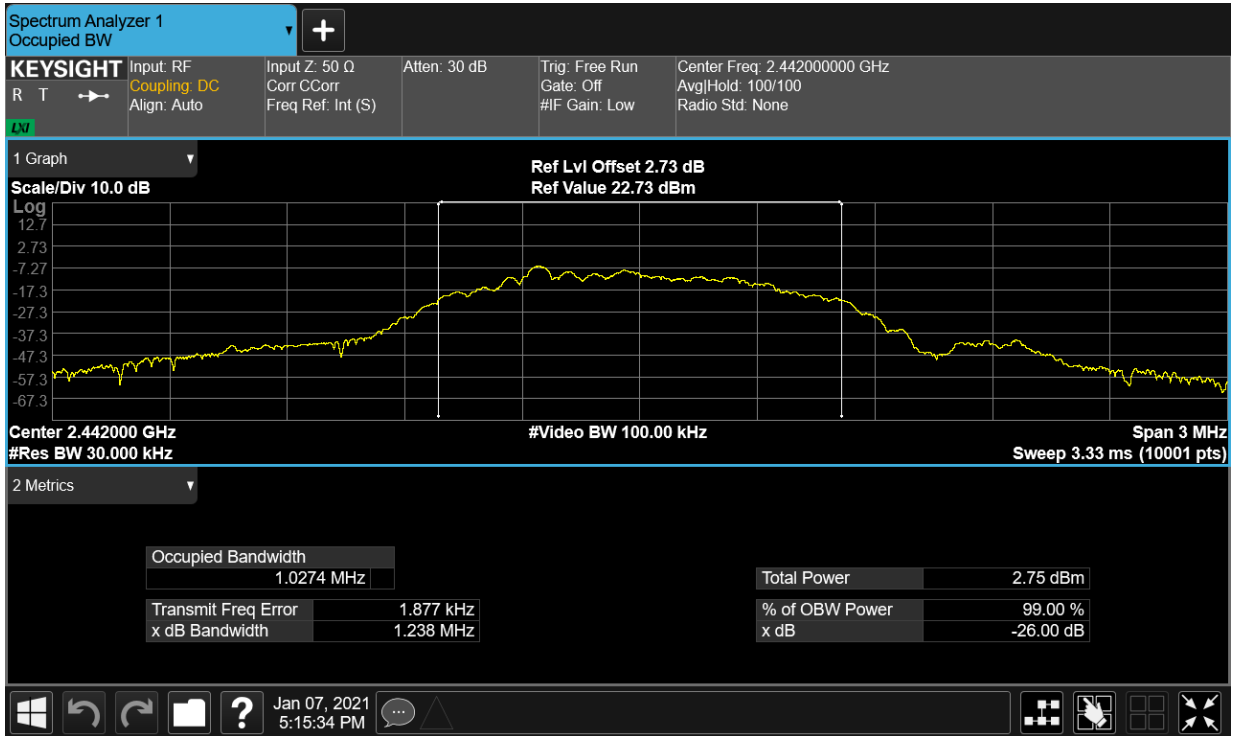 Spectrum Analyzer 1
Occupied BW
▼
+
KEYSIGHT
R T
LXI
Input: RF
Coupling: DC
Align: Auto
Input Z: 50 Ω
Corr CCorr
Freq Ref: Int (S)
Atten: 30 dB
Trig: Free Run
Gate: Off
#IF Gain: Low
Center Freq: 2.442000000 GHz
Avg|Hold: 100/100
Radio Std: None
1 Graph ▼
Ref Lvl Offset 2.73 dB
Scale/Div 10.0 dB
Ref Value 22.73 dBm
Log
12.7
2.73
-7.27
-17.3
-27.3
-37.3
-47.3
-57.3
-67.3
Center 2.442000 GHz
#Video BW 100.00 kHz
Span 3 MHz
#Res BW 30.000 kHz
Sweep 3.33 ms (10001 pts)
2 Metrics ▼
Occupied Bandwidth
1.0274 MHz
Total Power 2.75 dBm
Transmit Freq Error 1.877 kHz
% of OBW Power 99.00 %
x dB Bandwidth 1.238 MHz
x dB -26.00 dB
?
Jan 07, 2021
5:15:34 PM